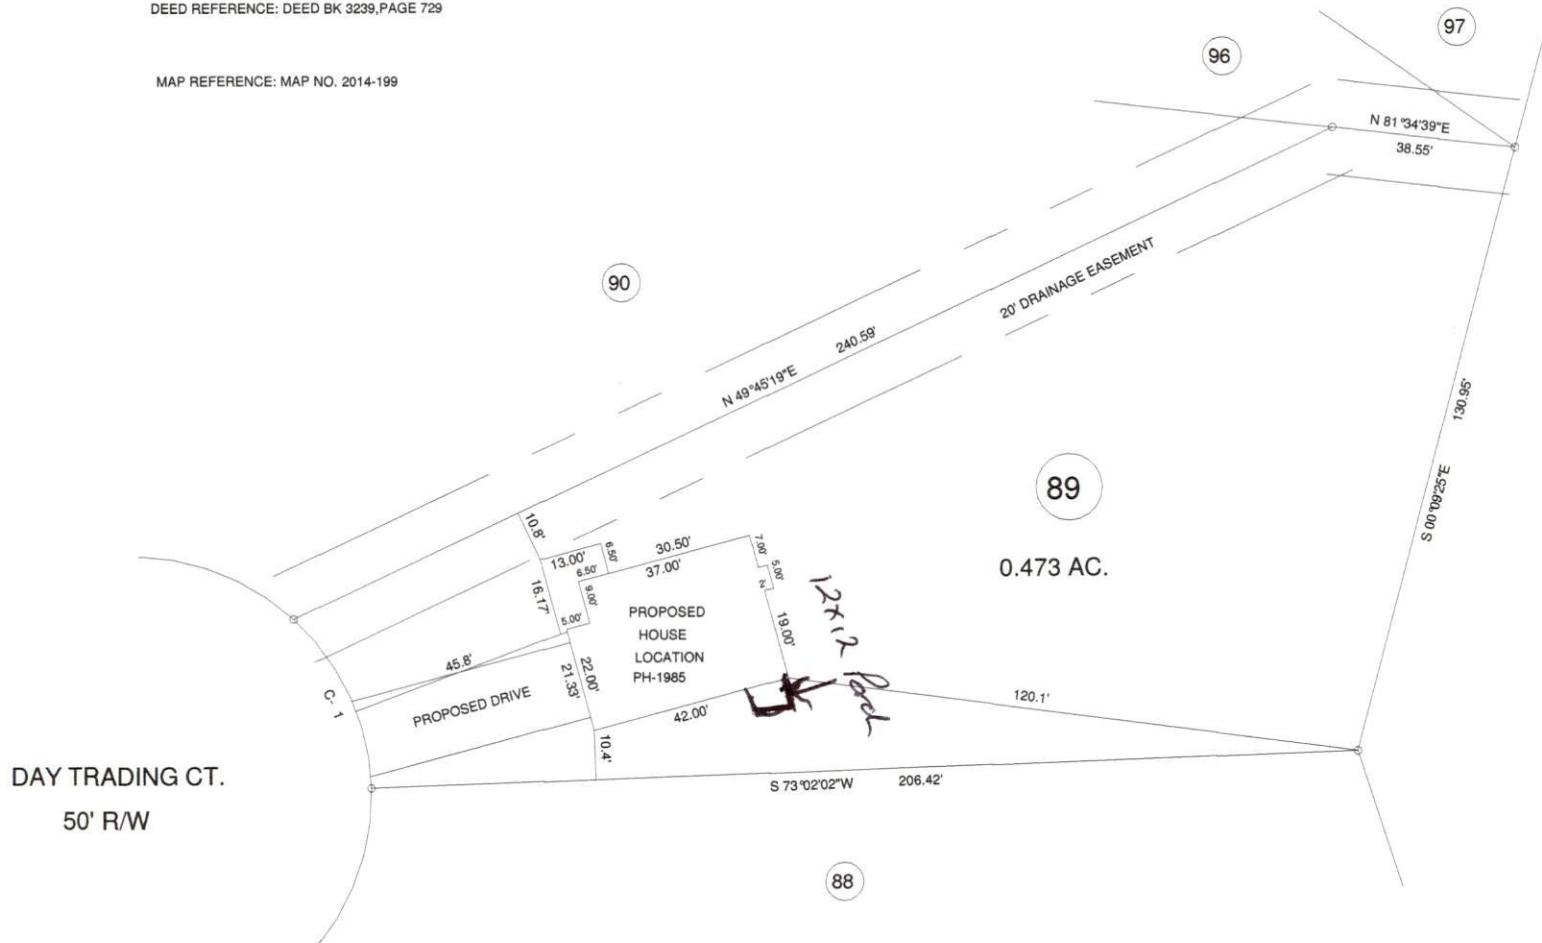 DEED REFERENCE: DEED BK 3239,PAGE 729
MAP REFERENCE: MAP NO. 2014-199
97
96
N 81°34'39"E
38.55'
90
20' DRAINAGE EASEMENT
240.59'
N 49°45'19"E
130.95'
S 00°09'25"E
89
0.473 AC.
10.8'
13.00'
6.50'
30.50'
37.00'
7.00'
5.00'
6.50'
9.00'
16.17'
2'
5.00'
19.00'
PROPOSED
HOUSE
LOCATION
PH-1985
12x12 Porch
45.8'
22.00'
21.33'
C- 1
PROPOSED DRIVE
42.00'
120.1'
10.4'
S 73°02'02"W
206.42'
DAY TRADING CT.
50' R/W
88